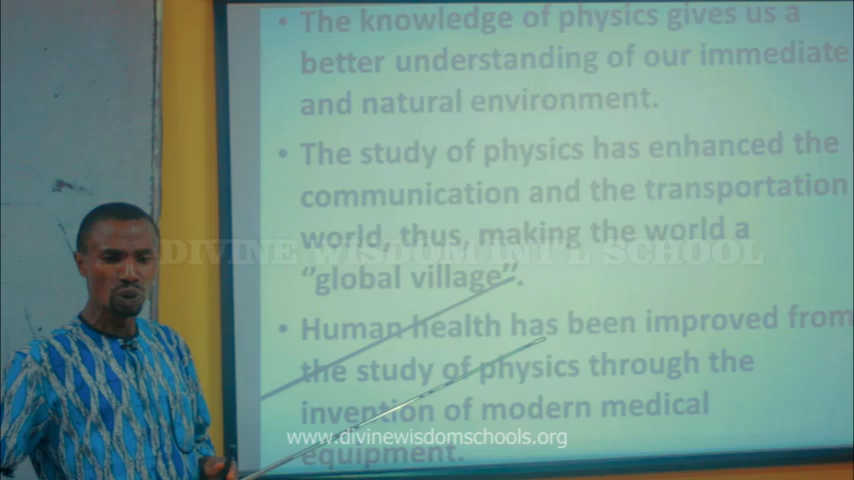 • The knowledge of physics gives us a
better understanding of our immediate
and natural environment.
• The study of physics has enhanced the
communication and the transportation
world, thus, making the world a
DIVINE WISDOM INT'L SCHOOL
‘‘global village’’.
• Human health has been improved from
the study of physics through the
invention of modern medical
www.divinewisdomschools.org
equipment.